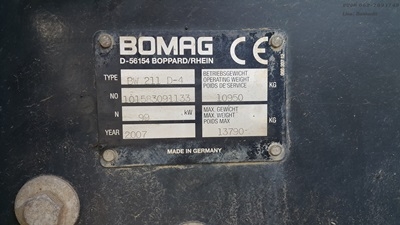 BOMAG CE
D-56154 BOPPARD/RHEIN
TYPE BW 211 D-4
BETRIEBSGEWICHT
OPERATING WEIGHT
POIDS DE SERVICE 10950 KG
NO 101583091133
N 99 kW
MAX. GEWICHT
MAX. WEIGHT
POIDS MAX 13790 KG
YEAR 2007
MADE IN GERMANY